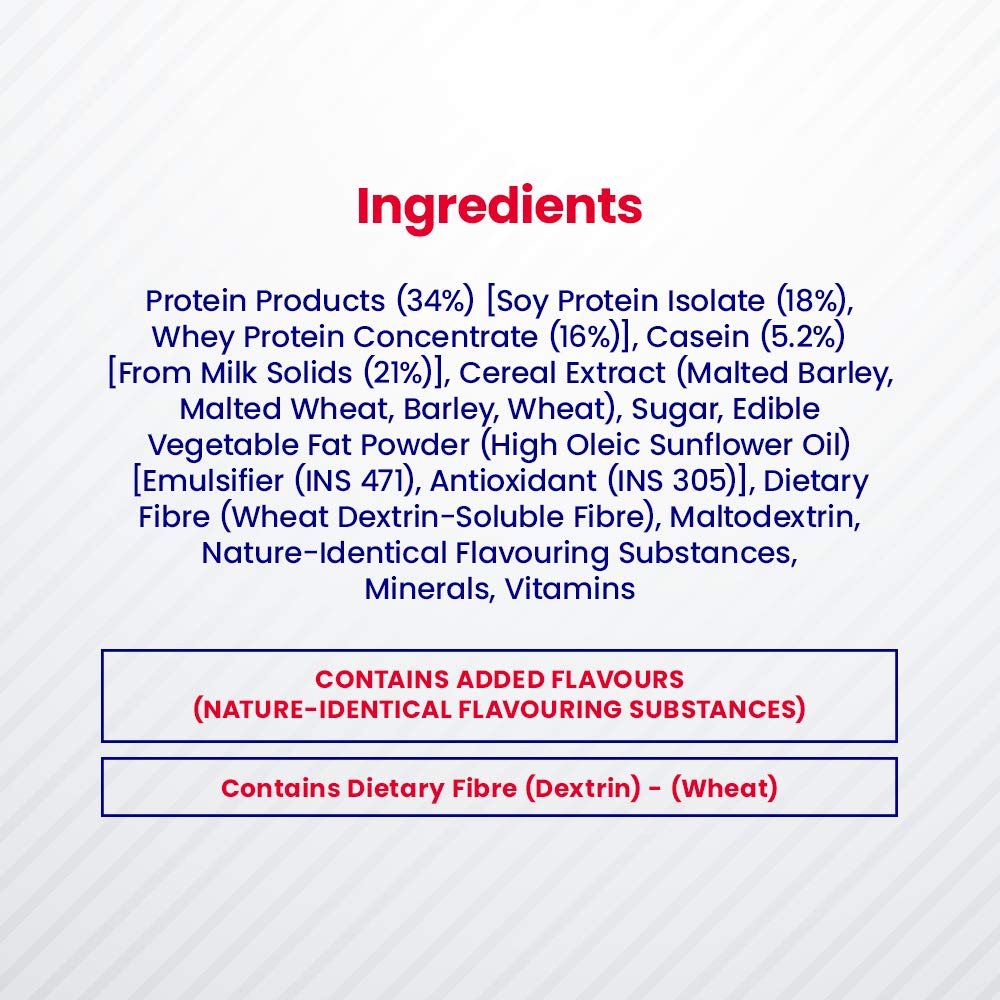 Ingredients
Protein Products (34%) [Soy Protein Isolate (18%),
Whey Protein Concentrate (16%)], Casein (5.2%)
[From Milk Solids (21%)], Cereal Extract (Malted Barley,
Malted Wheat, Barley, Wheat), Sugar, Edible
Vegetable Fat Powder (High Oleic Sunflower Oil)
[Emulsifier (INS 471), Antioxidant (INS 305)], Dietary
Fibre (Wheat Dextrin-Soluble Fibre), Maltodextrin,
Nature-Identical Flavouring Substances,
Minerals, Vitamins
CONTAINS ADDED FLAVOURS
(NATURE-IDENTICAL FLAVOURING SUBSTANCES)
Contains Dietary Fibre (Dextrin) - (Wheat)